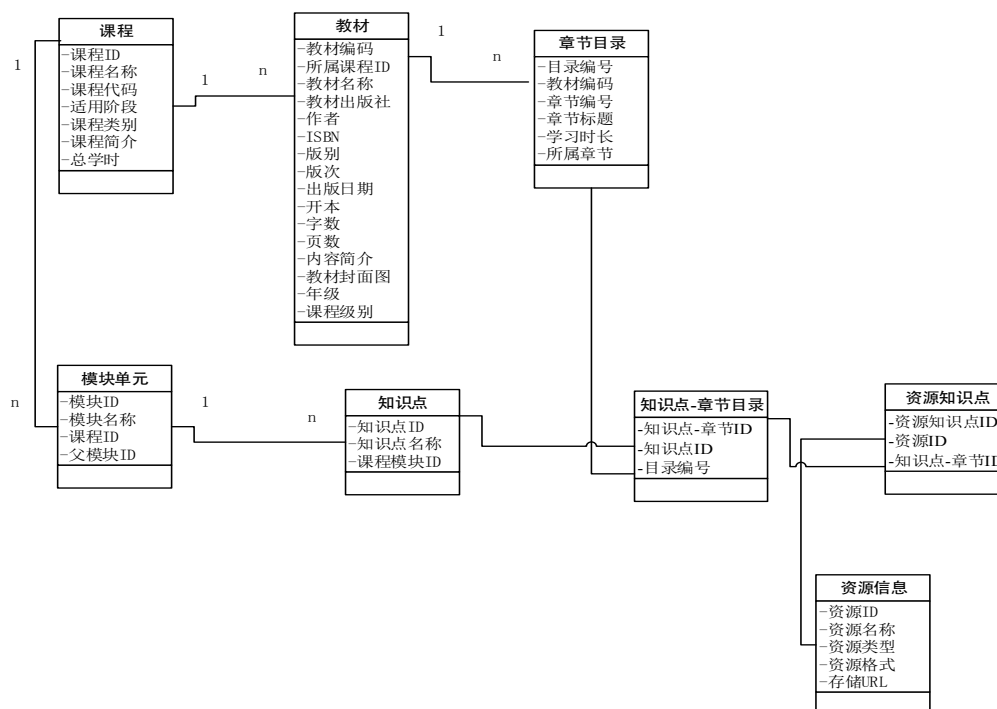 课程
-课程ID
-课程名称
-课程代码
-适用阶段
-课程类别
-课程简介
-总学时
教材
-教材编码
-所属课程ID
-教材名称
-教材出版社
-作者
-ISBN
-版别
-版次
-出版日期
-开本
-字数
-页数
-内容简介
-教材封面图
-年级
-课程级别
章节目录
-目录编号
-教材编码
-章节编号
-章节标题
-学习时长
-所属章节
1
1
n
1
n
模块单元
-模块ID
-模块名称
-课程ID
-父模块ID
n
1
n
知识点
-知识点ID
-知识点名称
-课程模块ID
知识点-章节目录
-知识点-章节ID
-知识点ID
-目录编号
资源知识点
-资源知识点ID
-资源ID
-知识点-章节ID
资源信息
-资源ID
-资源名称
-资源类型
-资源格式
-存储URL